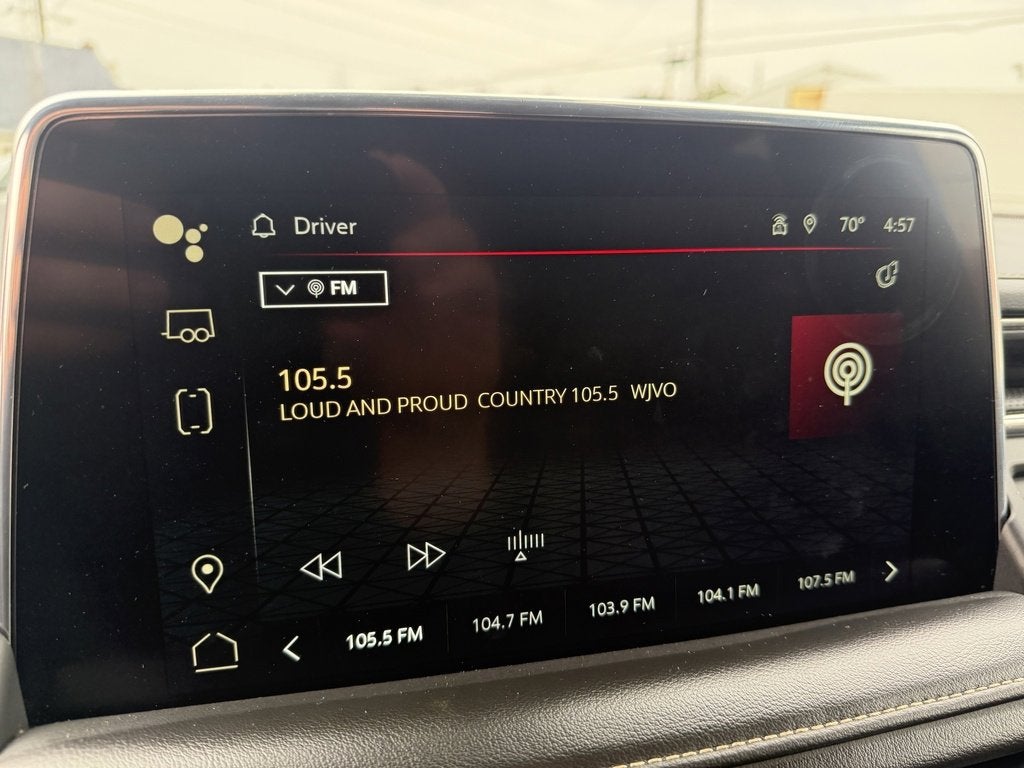 Driver 70° 4:57
FM
105.5
LOUD AND PROUD COUNTRY 105.5 WJVO
105.5 FM 104.7 FM 103.9 FM 104.1 FM 107.5 FM